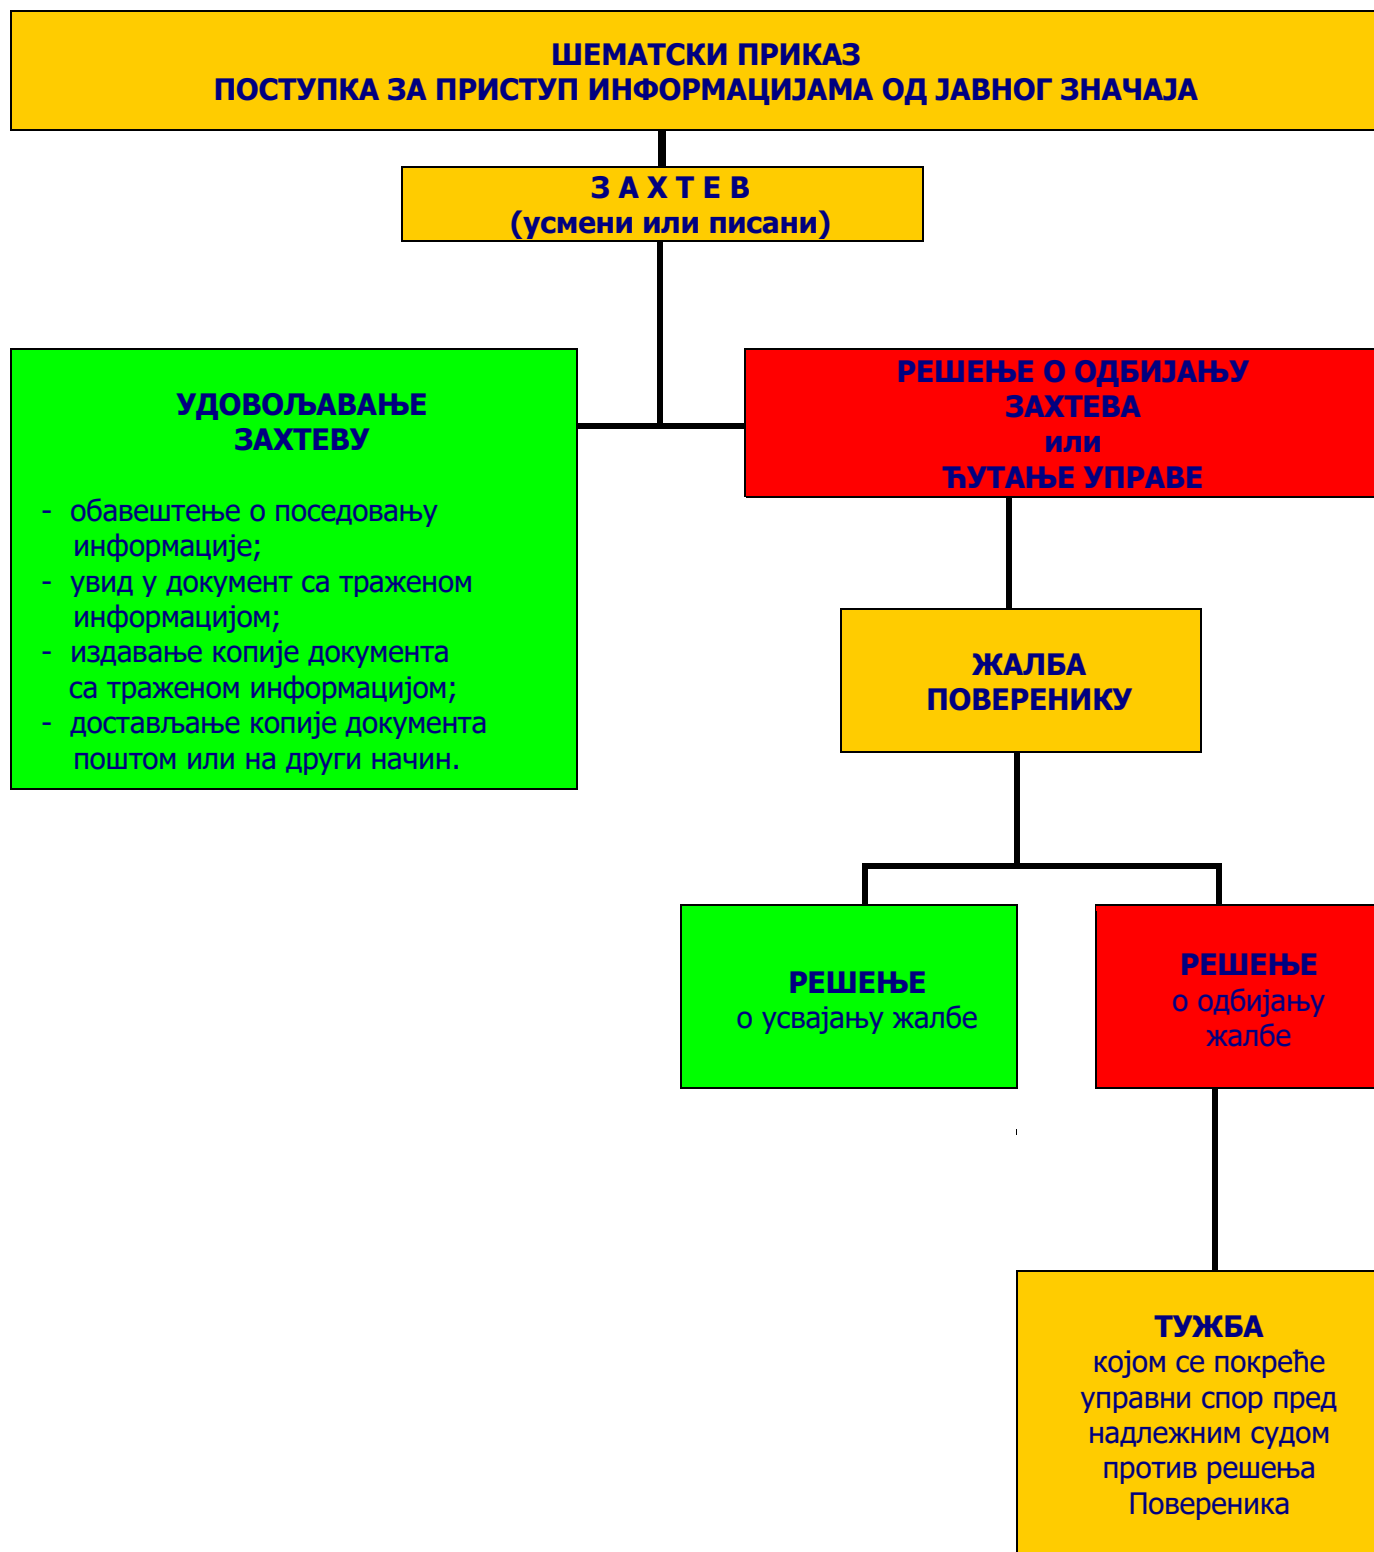 ШЕМАТСКИ ПРИКАЗ
ПОСТУПКА ЗА ПРИСТУП ИНФОРМАЦИЈАМА ОД ЈАВНОГ ЗНАЧАЈА
З А Х Т Е В
(усмени или писани)
УДОВОЉАВАЊЕ
ЗАХТЕВУ
- обавештење о поседовању
информације;
- увид у документ са траженом
информацијом;
- издавање копије документа
са траженом информацијом;
- достављање копије документа
поштом или на други начин.
РЕШЕЊЕ О ОДБИЈАЊУ
ЗАХТЕВА
или
ЋУТАЊЕ УПРАВЕ
ЖАЛБА
ПОВЕРЕНИКУ
РЕШЕЊЕ
о усвајању жалбе
РЕШЕЊЕ
о одбијању
жалбе
ТУЖБА
којом се покреће
управни спор пред
надлежним судом
против решења
Повереника